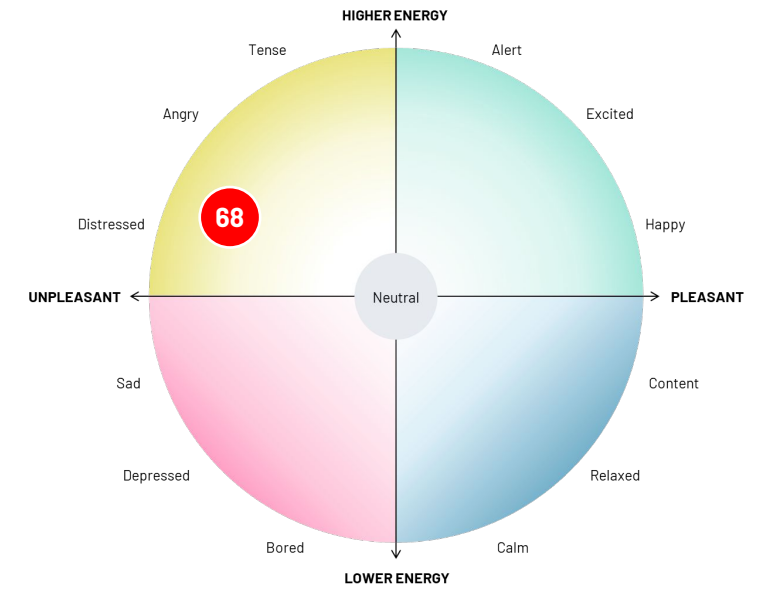 HIGHER ENERGY
Tense
Alert
Angry
Excited
68
Distressed
Happy
UNPLEASANT
Neutral
PLEASANT
Sad
Content
Depressed
Relaxed
Bored
Calm
LOWER ENERGY